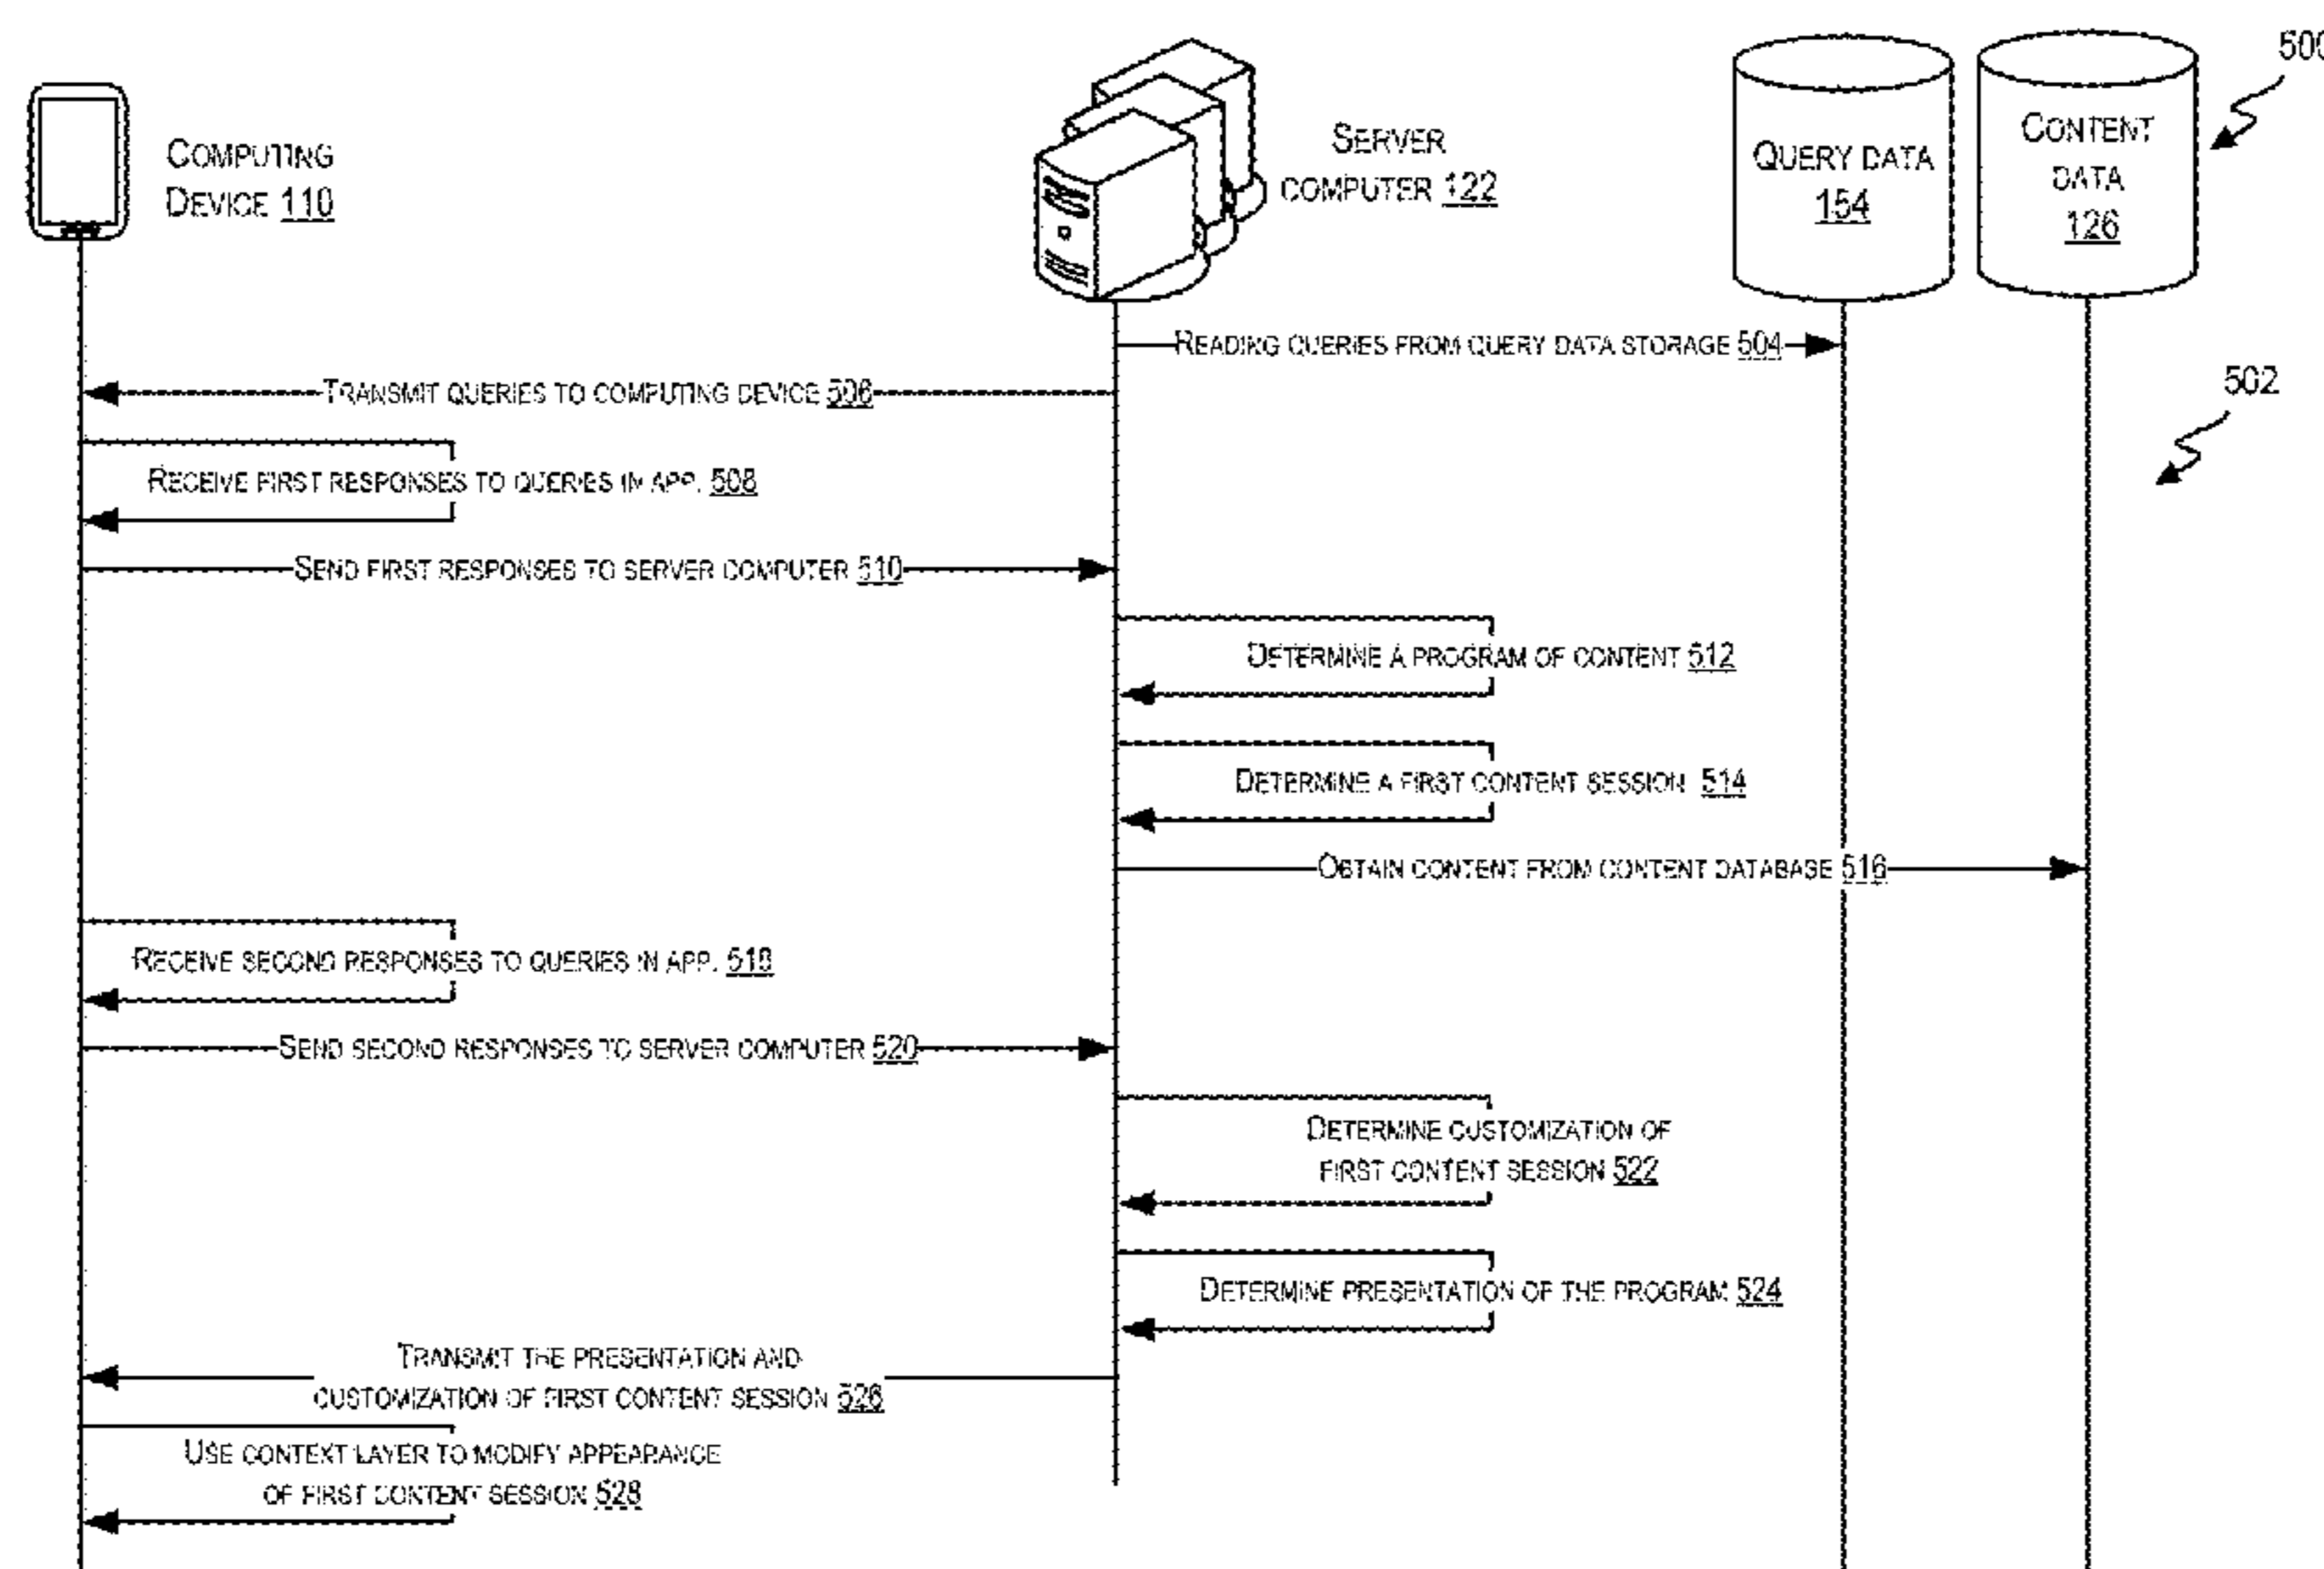 500
COMPUTING
DEVICE 110
SERVER
COMPUTER 122
QUERY DATA
154
CONTENT
DATA
126
READING QUERIES FROM QUERY DATA STORAGE 504
502
TRANSMIT QUERIES TO COMPUTING DEVICE 506
RECEIVE FIRST RESPONSES TO QUERIES IN APP. 508
SEND FIRST RESPONSES TO SERVER COMPUTER 510
DETERMINE A PROGRAM OF CONTENT 512
DETERMINE A FIRST CONTENT SESSION 514
OBTAIN CONTENT FROM CONTENT DATABASE 516
RECEIVE SECOND RESPONSES TO QUERIES IN APP. 518
SEND SECOND RESPONSES TO SERVER COMPUTER 520
DETERMINE CUSTOMIZATION OF
FIRST CONTENT SESSION 522
DETERMINE PRESENTATION OF THE PROGRAM 524
TRANSMIT THE PRESENTATION AND
CUSTOMIZATION OF FIRST CONTENT SESSION 526
USE CONTEXT LAYER TO MODIFY APPEARANCE
OF FIRST CONTENT SESSION 528